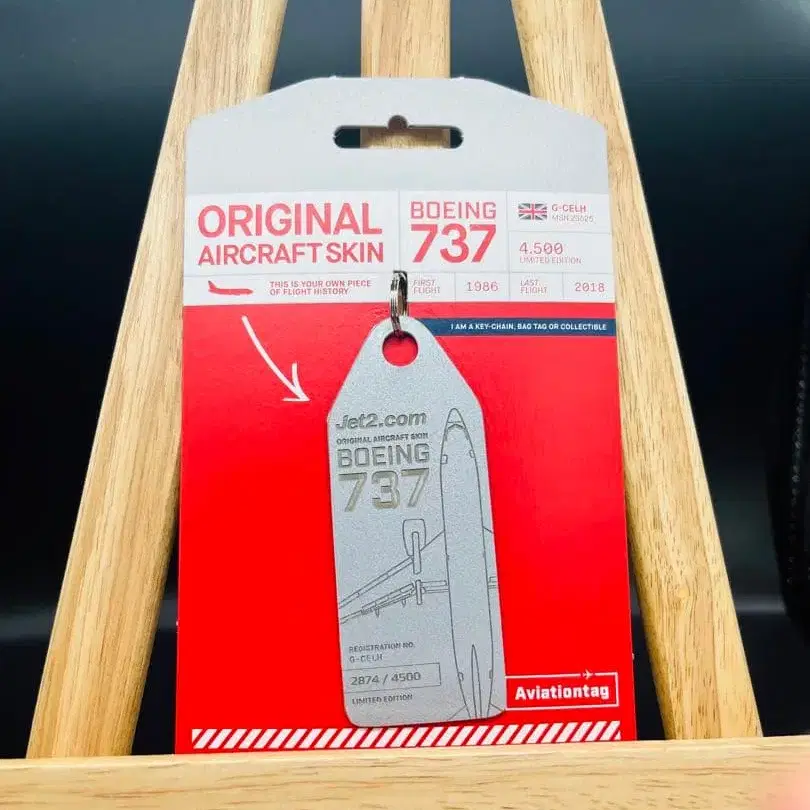 ORIGINAL
AIRCRAFT SKIN
BOEING
737
G-CELH
4.500
LIMITED EDITION
THIS IS YOUR OWN PIECE
OF FLIGHT HISTORY
FIRST
FLIGHT
1986
LAST
FLIGHT
2018
I AM A KEY-CHAIN, BAG TAG OR COLLECTIBLE
Jet2.com
ORIGINAL AIRCRAFT SKIN
BOEING
737
REGISTRATION NO.
G-CELH
2874 / 4500
LIMITED EDITION
Aviationtag